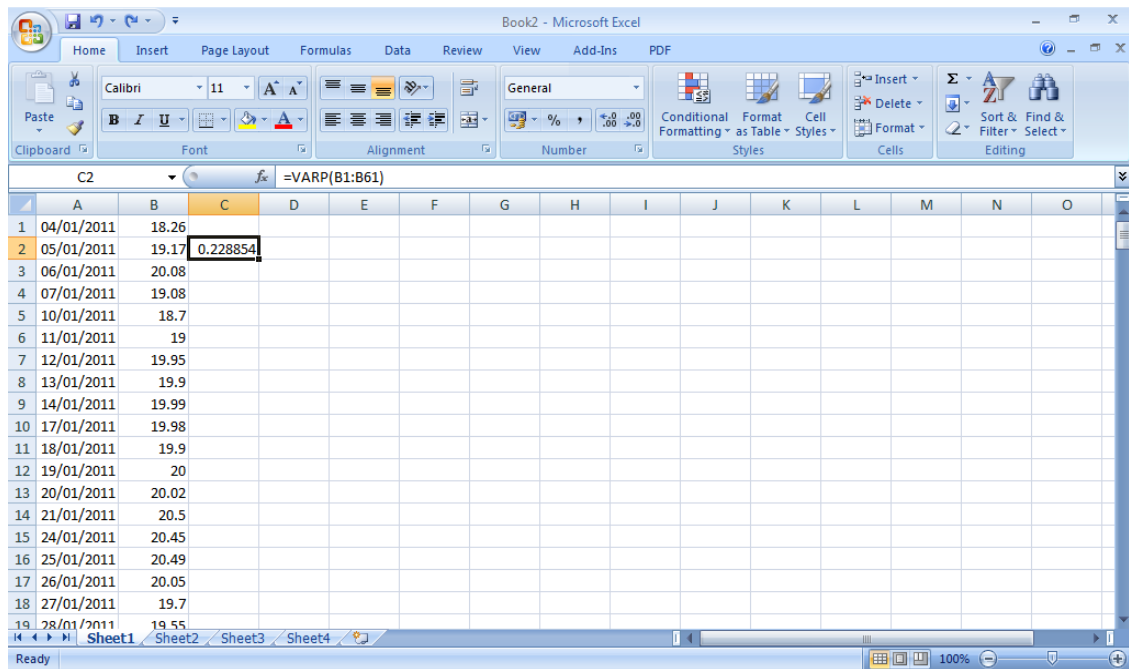 Book2 - Microsoft Excel
Home Insert Page Layout Formulas Data Review View Add-Ins PDF
Paste
Clipboard
Calibri 11
B I U
Font
Alignment
General
% ,
Number
Conditional Formatting
Format as Table
Cell Styles
Styles
Insert
Delete
Format
Cells
Σ
Sort & Filter
Find & Select
Editing
C2 fx =VARP(B1:B61)
A B C D E F G H I J K L M N O
1 04/01/2011 18.26
2 05/01/2011 19.17 0.228854
3 06/01/2011 20.08
4 07/01/2011 19.08
5 10/01/2011 18.7
6 11/01/2011 19
7 12/01/2011 19.95
8 13/01/2011 19.9
9 14/01/2011 19.99
10 17/01/2011 19.98
11 18/01/2011 19.9
12 19/01/2011 20
13 20/01/2011 20.02
14 21/01/2011 20.5
15 24/01/2011 20.45
16 25/01/2011 20.49
17 26/01/2011 20.05
18 27/01/2011 19.7
19 28/01/2011 19.55
Sheet1 Sheet2 Sheet3 Sheet4
Ready 100%